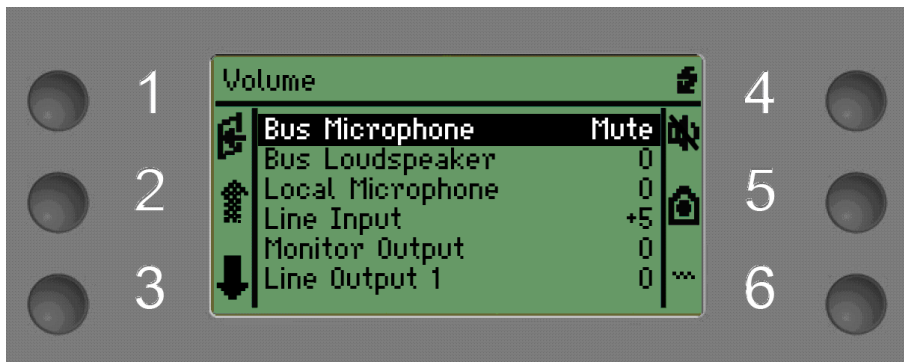 Volume
1
4
Bus Microphone Mute
Bus Loudspeaker 0
2
Local Microphone 0
5
Line Input +5
Monitor Output 0
3
Line Output 1 0
6